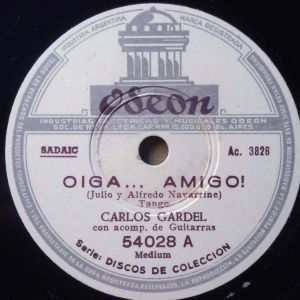 INDUSTRIA ARGENTINA
MARCA REGISTRADA
Odeon
INDUSTRIAS ELECTRICAS Y MUSICALES ODEON
SADAIC
Ac. 3828
OIGA... AMIGO!
(Julio y Alfredo Navarrine)
Tango
CARLOS GARDEL
con acomp. de Guitarras
54028 A
Medium
Serie: DISCOS DE COLECCION